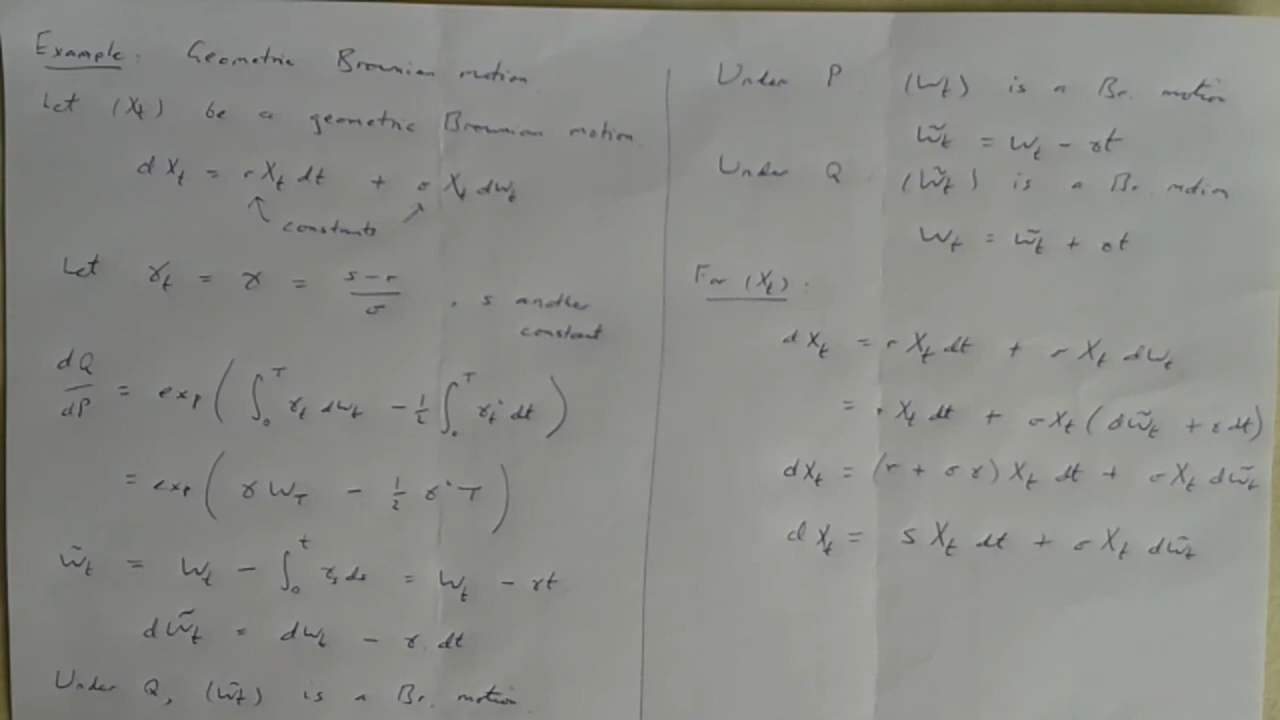 Example: Geometric Brownian motion
Let (X_t) be a geometric Brownian motion.
dX_t = r X_t dt + σ X_t dW_t
constants
Let γ_t = γ = (s-r)/σ , s another
constant
dQ/dP = exp( ∫_0^T γ_t dW_t - 1/2 ∫_0^T γ_t^2 dt )
= exp( γ W_T - 1/2 γ^2 T )
W̃_t = W_t - ∫_0^t γ_s ds = W_t - γt
dW̃_t = dW_t - γ dt
Under Q, (W̃_t) is a Br. motion
Under P (W_t) is a Br. motion
W̃_t = W_t - γt
Under Q (W̃_t) is a Br. motion
W_t = W̃_t + γt
For (X_t):
dX_t = r X_t dt + σ X_t dW_t
= r X_t dt + σ X_t ( dW̃_t + γ dt)
dX_t = (r + σγ) X_t dt + σ X_t dW̃_t
dX_t = s X_t dt + σ X_t dW̃_t